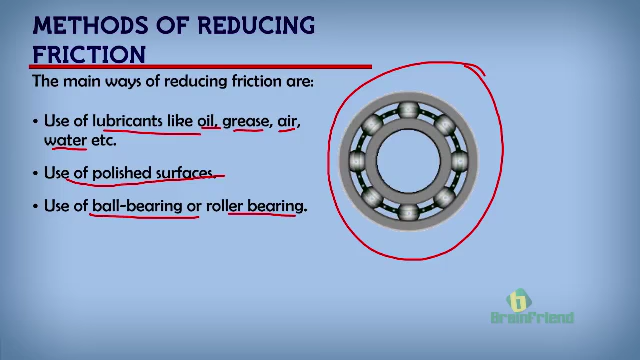 METHODS OF REDUCING
FRICTION
The main ways of reducing friction are:
• Use of lubricants like oil, grease, air,
water etc.
• Use of polished surfaces.
• Use of ball-bearing or roller bearing.
BrainFriend